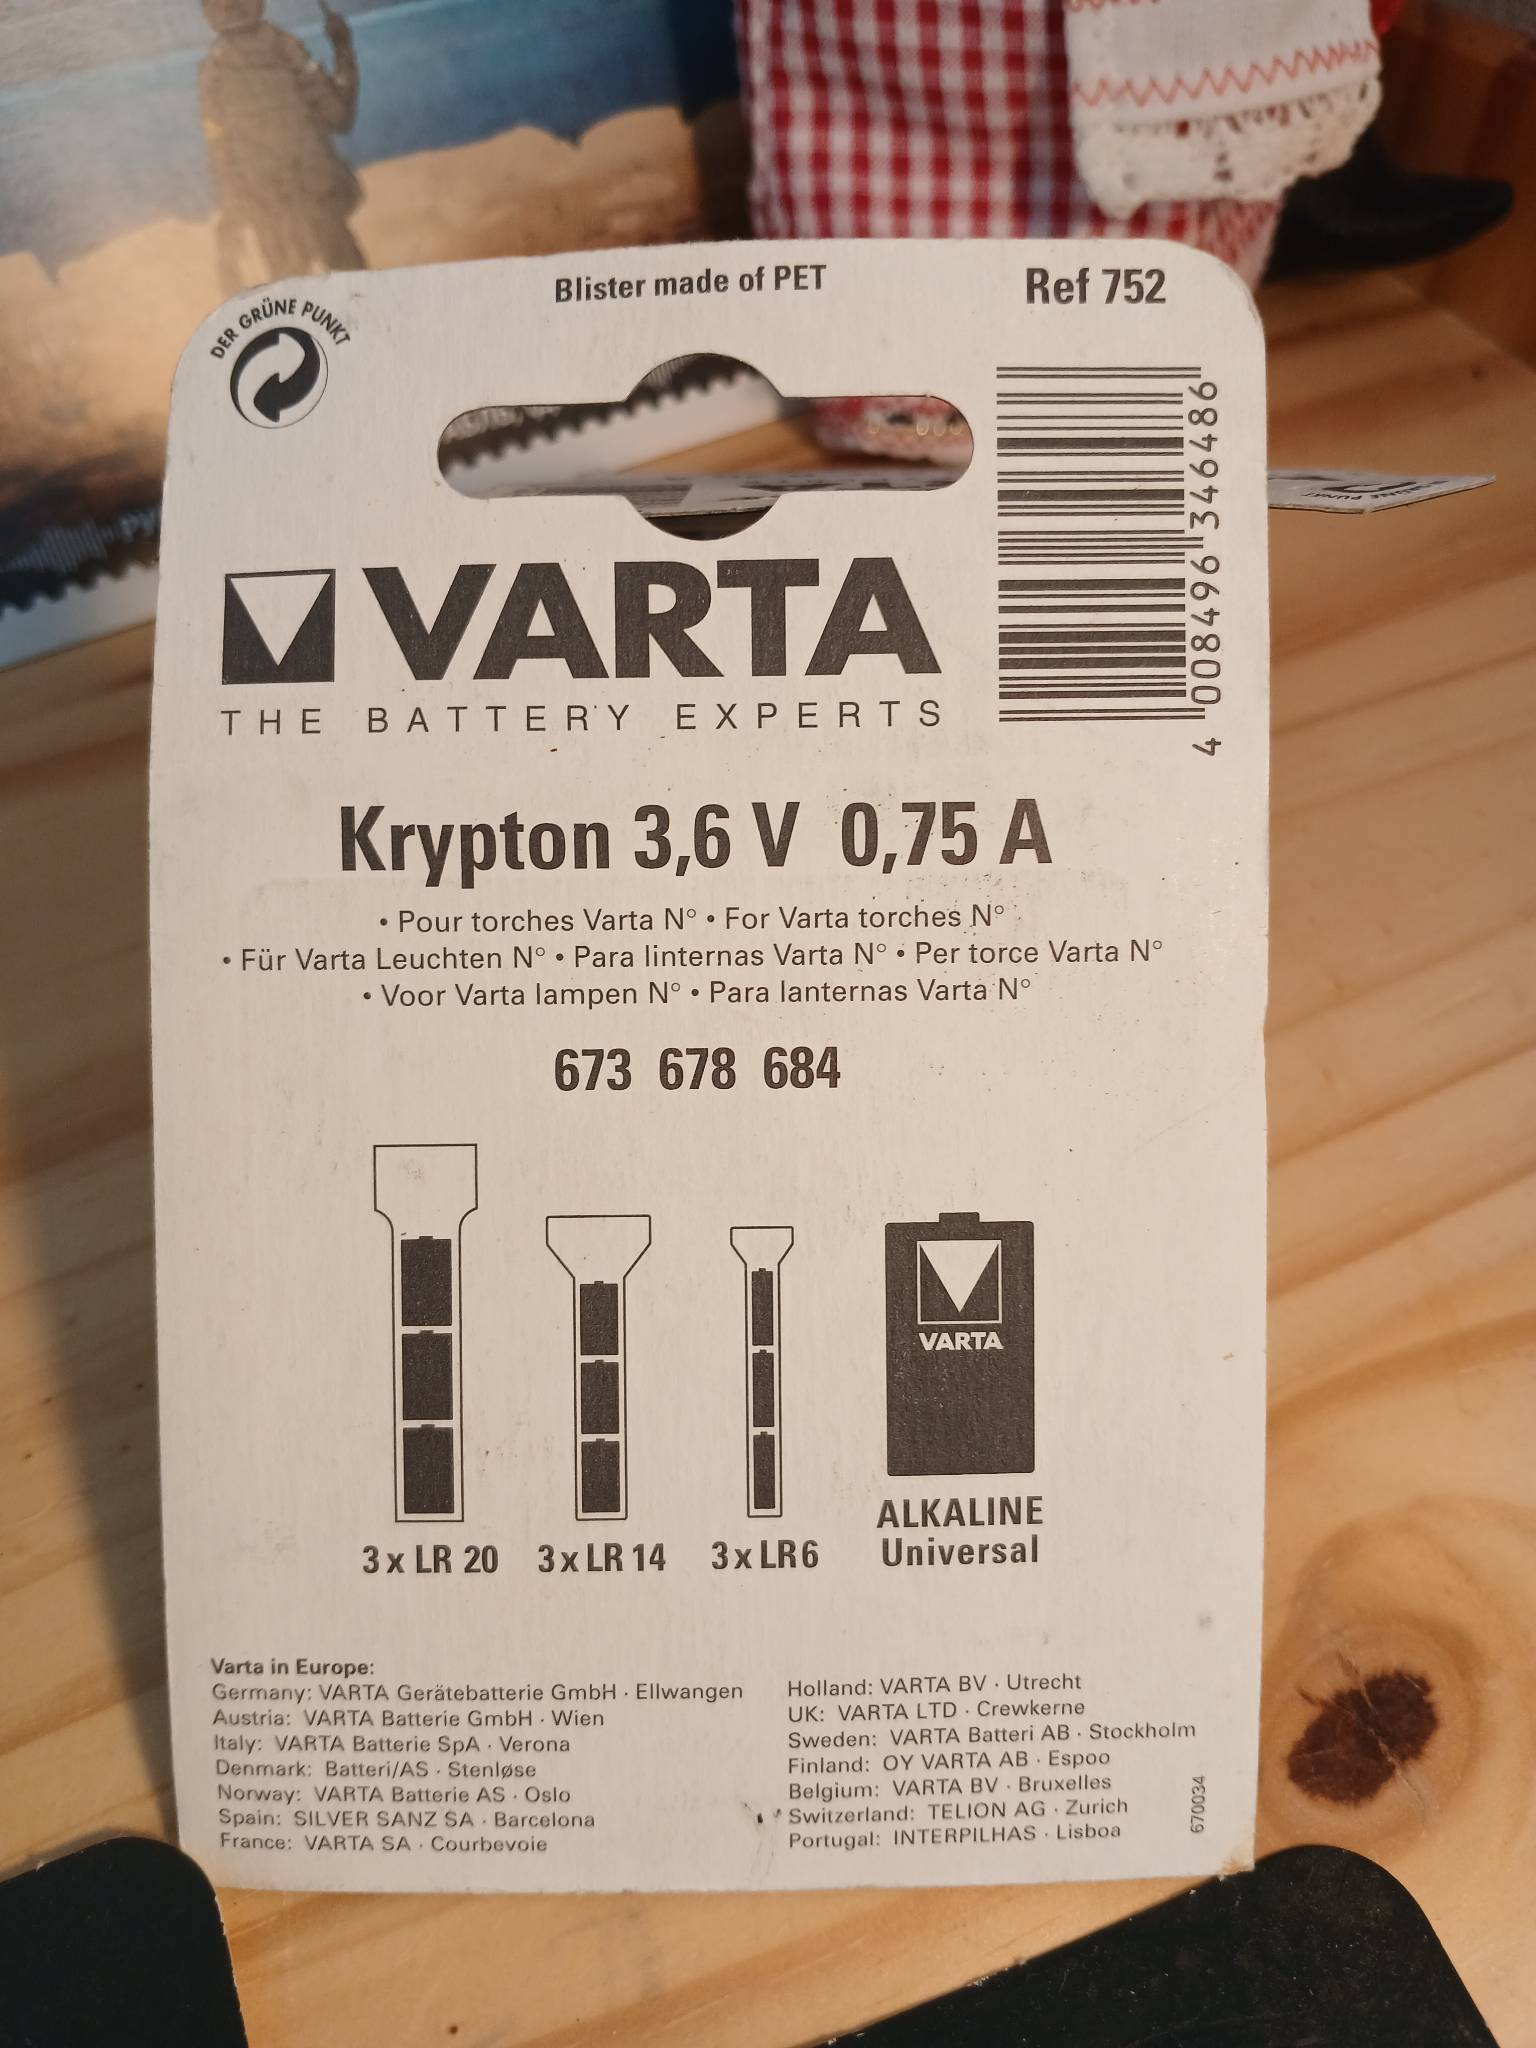 Blister made of PET
Ref 752
DER GRÜNE PUNKT
4 008496 346486
VARTA
THE BATTERY EXPERTS
Krypton 3,6 V 0,75 A
• Pour torches Varta N° • For Varta torches N°
• Für Varta Leuchten N° • Para linternas Varta N° • Per torce Varta N°
• Voor Varta lampen N° • Para lanternas Varta N°
673 678 684
VARTA
3 x LR 20 3 x LR 14 3 x LR 6
ALKALINE
Universal
Varta in Europe:
Germany: VARTA Gerätebatterie GmbH · Ellwangen
Austria: VARTA Batterie GmbH · Wien
Italy: VARTA Batterie SpA · Verona
Denmark: Batteri/AS · Stenløse
Norway: VARTA Batterie AS · Oslo
Spain: SILVER SANZ SA · Barcelona
France: VARTA SA · Courbevoie
Holland: VARTA BV · Utrecht
UK: VARTA LTD · Crewkerne
Sweden: VARTA Batteri AB · Stockholm
Finland: OY VARTA AB · Espoo
Belgium: VARTA BV · Bruxelles
Switzerland: TELION AG · Zurich
Portugal: INTERPILHAS · Lisboa
670034